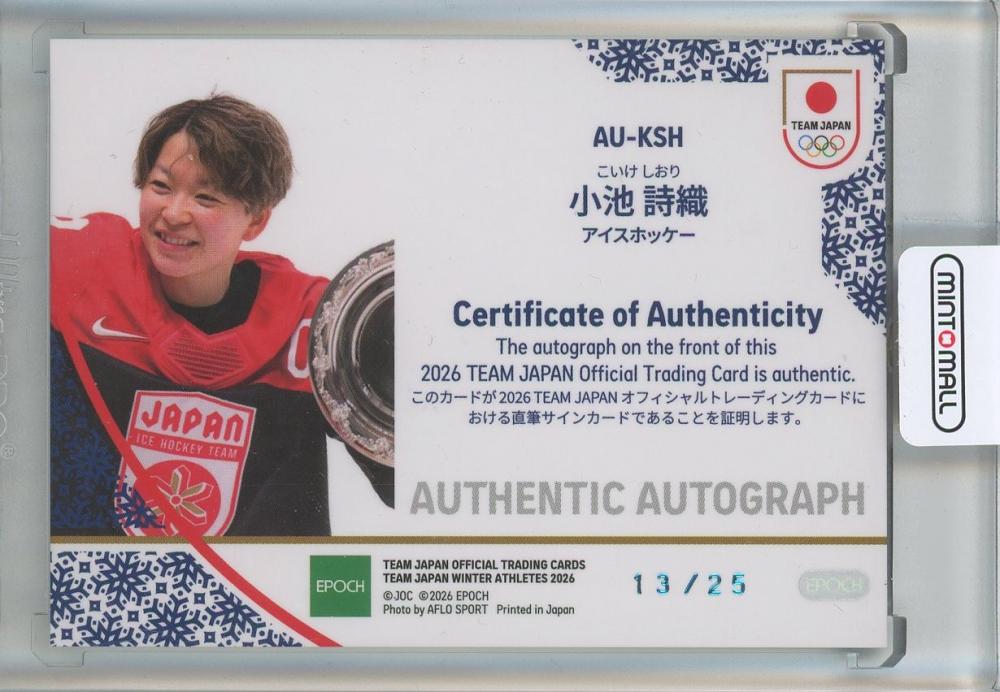 TEAM JAPAN
AU-KSH
こいけ しおり
小池 詩織
アイスホッケー
Certificate of Authenticity
The autograph on the front of this
2026 TEAM JAPAN Official Trading Card is authentic.
このカードが2026 TEAM JAPAN オフィシャルトレーディングカードに
おける直筆サインカードであることを証明します。
AUTHENTIC AUTOGRAPH
JAPAN
ICE HOCKEY TEAM
EPOCH
TEAM JAPAN OFFICIAL TRADING CARDS
TEAM JAPAN WINTER ATHLETES 2026
©JOC ©2026 EPOCH
Photo by AFLO SPORT Printed in Japan
13/25
EPOCH
MINT MALL